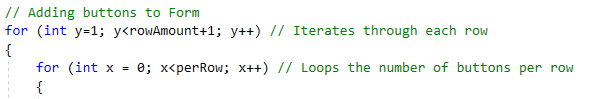 // Adding buttons to Form
for (int y=1; y<rowAmount+1; y++) // Iterates through each row
{
    for (int x = 0; x<perRow; x++) // Loops the number of buttons per row
    {